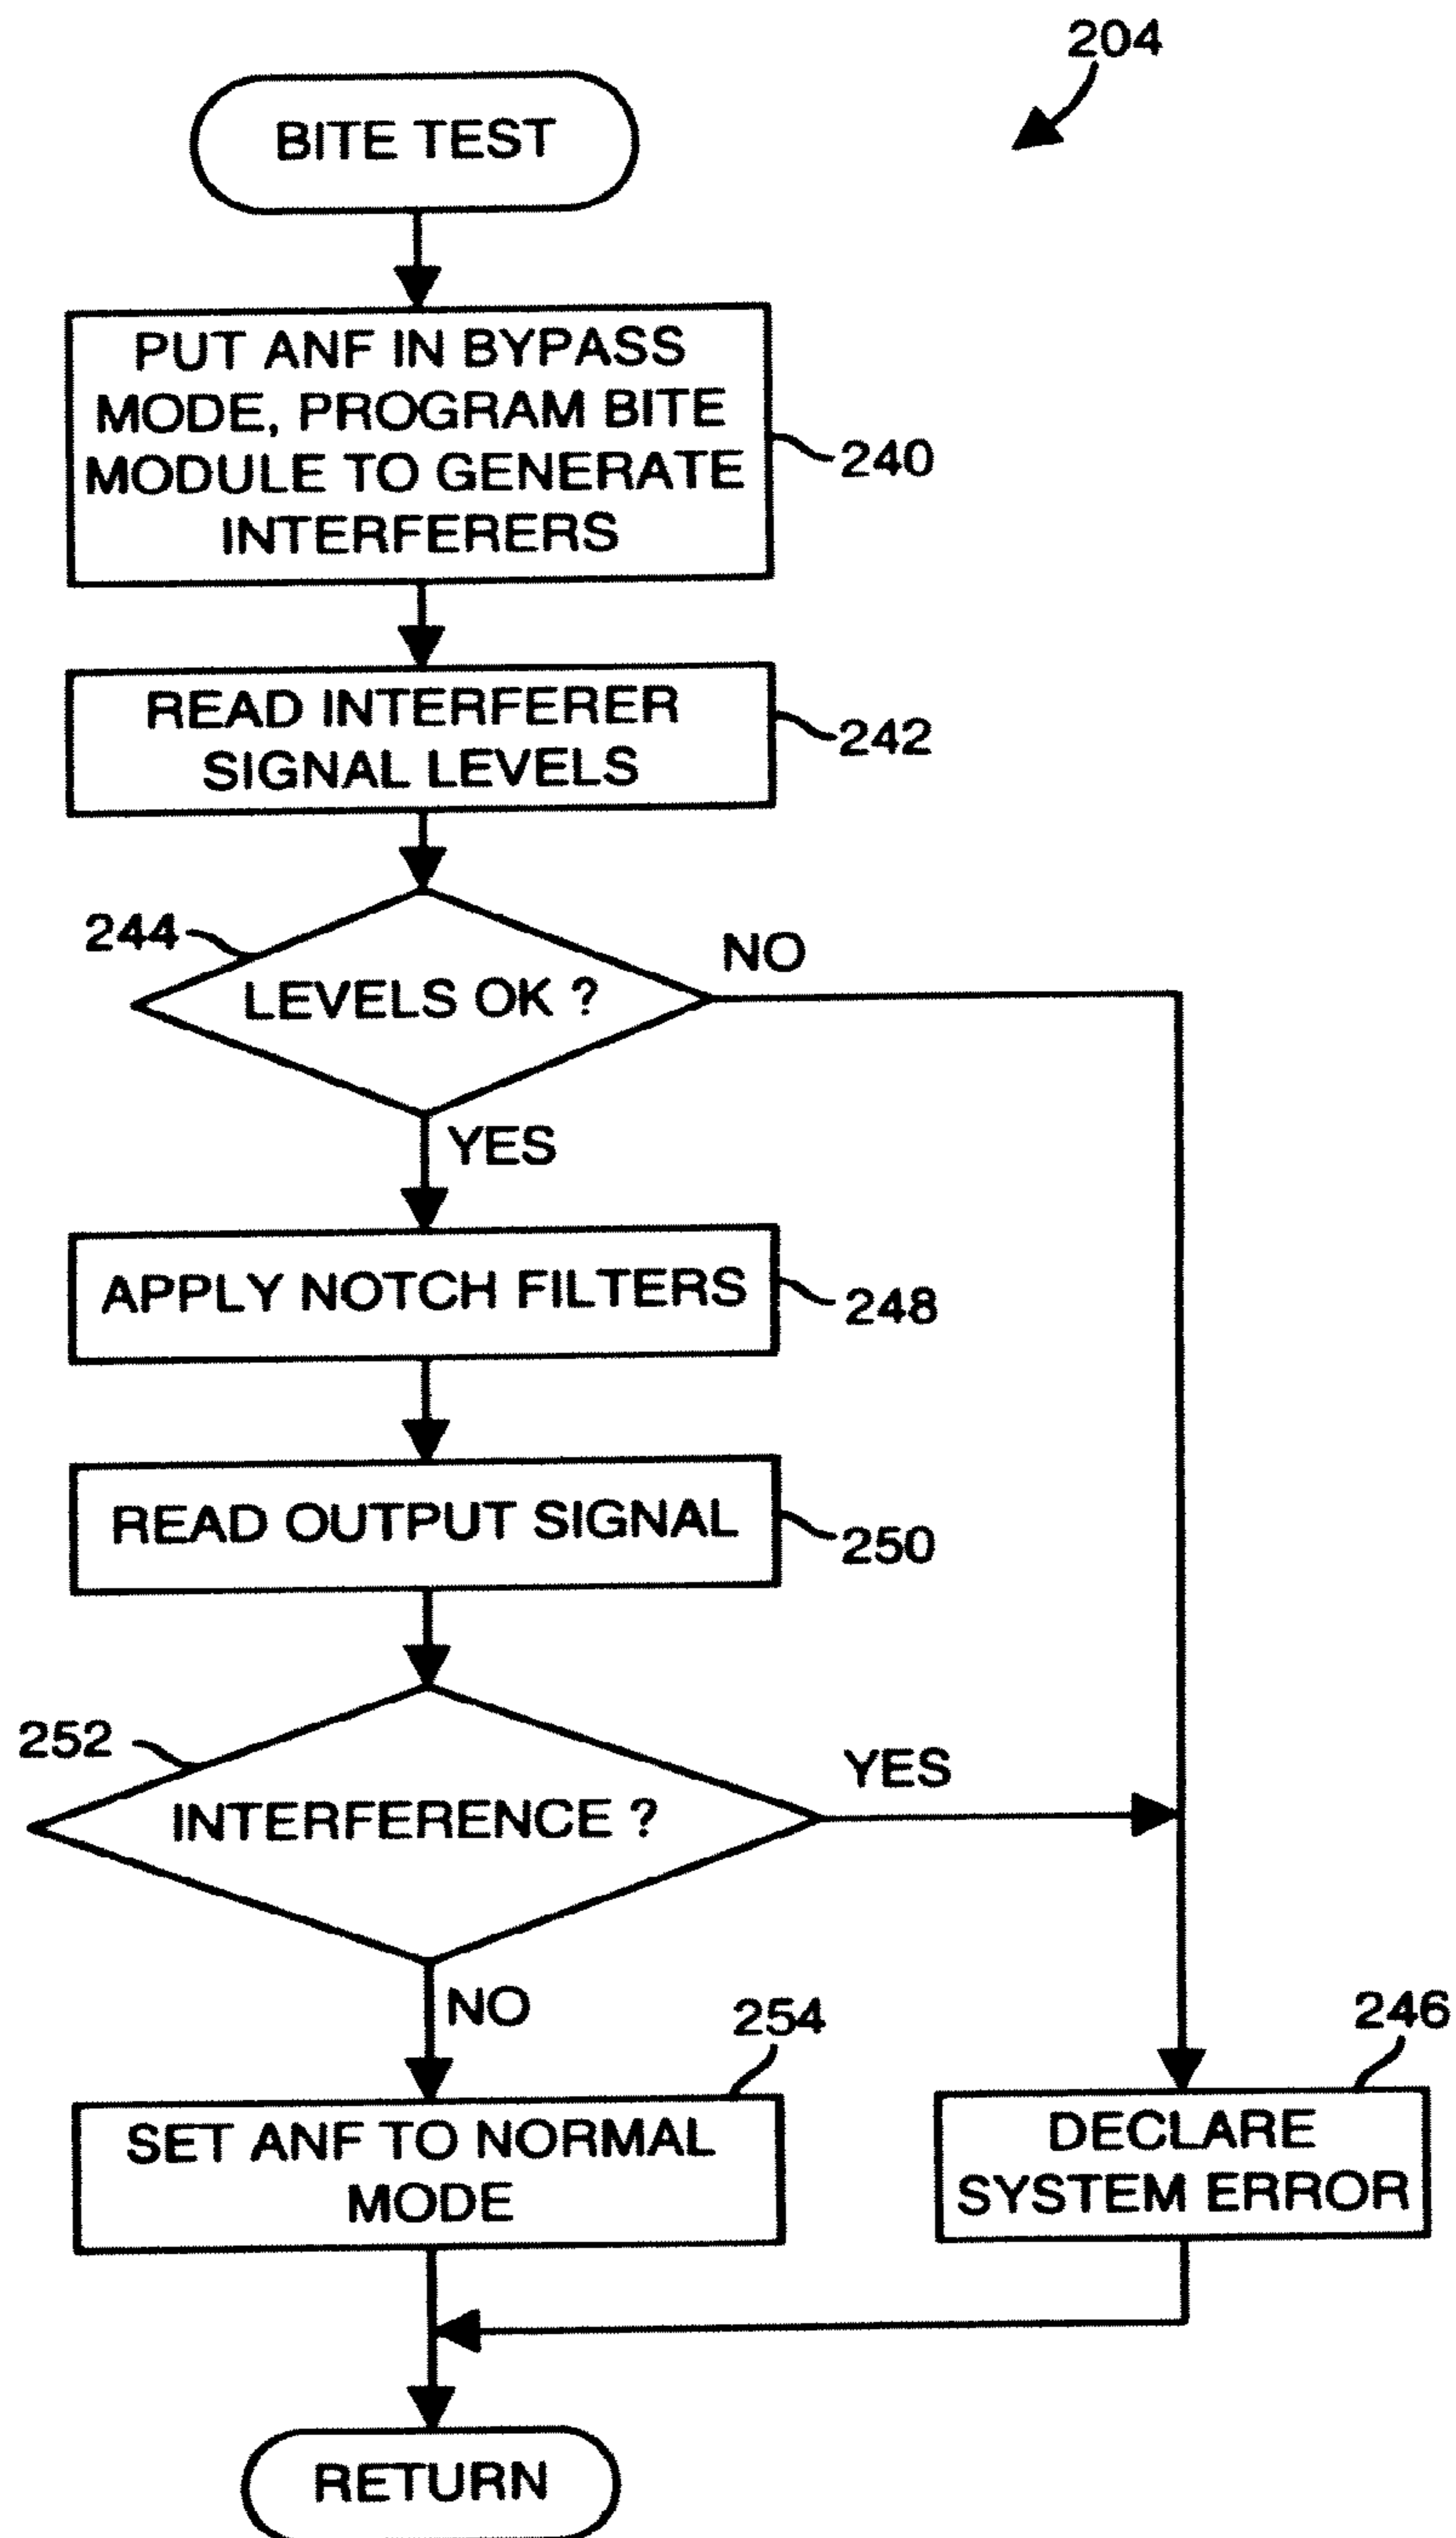 204
BITE TEST
PUT ANF IN BYPASS
MODE, PROGRAM BITE
MODULE TO GENERATE
INTERFERERS
240
READ INTERFERER
SIGNAL LEVELS
242
244
LEVELS OK ?
NO
YES
APPLY NOTCH FILTERS
248
READ OUTPUT SIGNAL
250
252
INTERFERENCE ?
YES
NO
254
SET ANF TO NORMAL
MODE
246
DECLARE
SYSTEM ERROR
RETURN